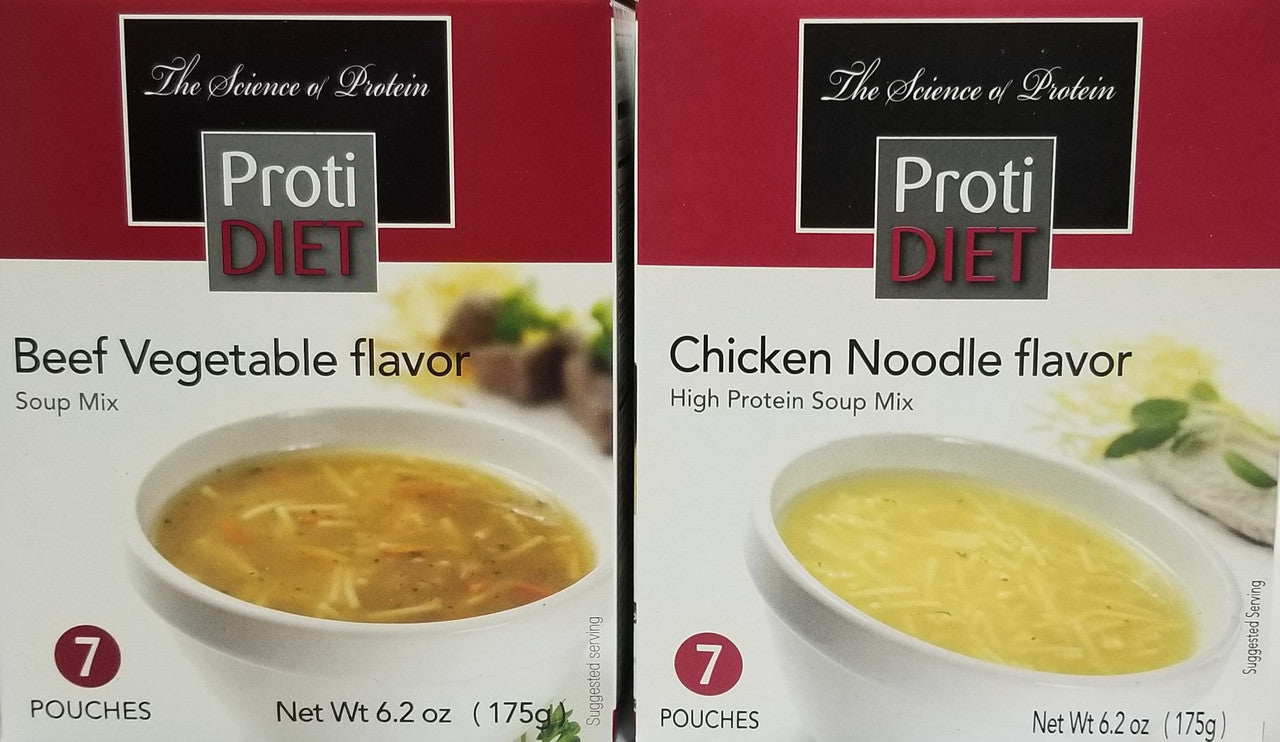 The Science of Protein
Proti
DIET
Beef Vegetable flavor
Soup Mix
7
POUCHES
Net Wt 6.2 oz (175g)
Suggested serving
The Science of Protein
Proti
DIET
Chicken Noodle flavor
High Protein Soup Mix
7
POUCHES
Net Wt 6.2 oz (175g)
Suggested Serving